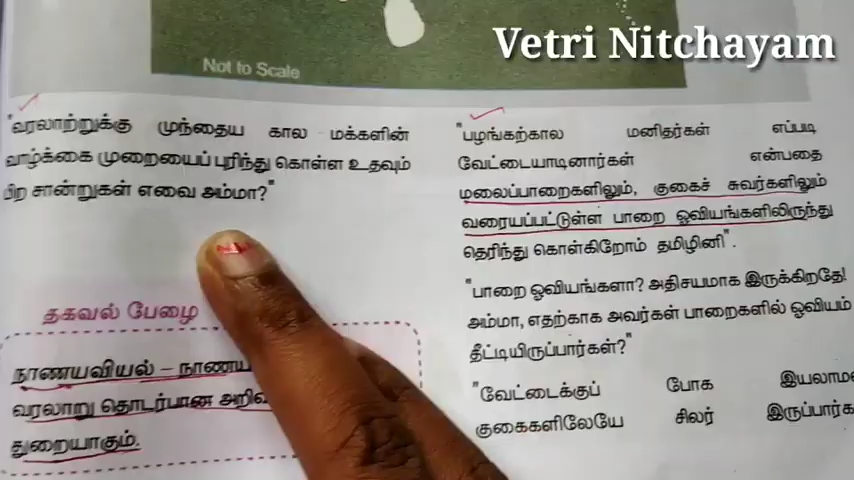 Vetri Nitchayam
Not to Scale
"வரலாற்றுக்கு முந்தைய கால மக்களின்
வாழ்க்கை முறையைப் புரிந்து கொள்ள உதவும்
பிற சான்றுகள் எவை அம்மா?"
தகவல் பேழை
நாணயவியல் – நாணய
வரலாறு தொடர்பான
துறையாகும்.
"பழங்கற்கால மனிதர்கள் எப்படி
வேட்டையாடினார்கள் என்பதை
மலைப்பாறைகளிலும், குகைச் சுவர்களிலும்
வரையப்பட்டுள்ள பாறை ஓவியங்களிலிருந்து
தெரிந்து கொள்கிறோம் தமிழினி".
"பாறை ஓவியங்களா? அதிசயமாக இருக்கிறதே!
அம்மா, எதற்காக அவர்கள் பாறைகளில் ஓவியம்
தீட்டியிருப்பார்கள்?"
"வேட்டைக்குப் போக
குகைகளிலேயே சிலர்